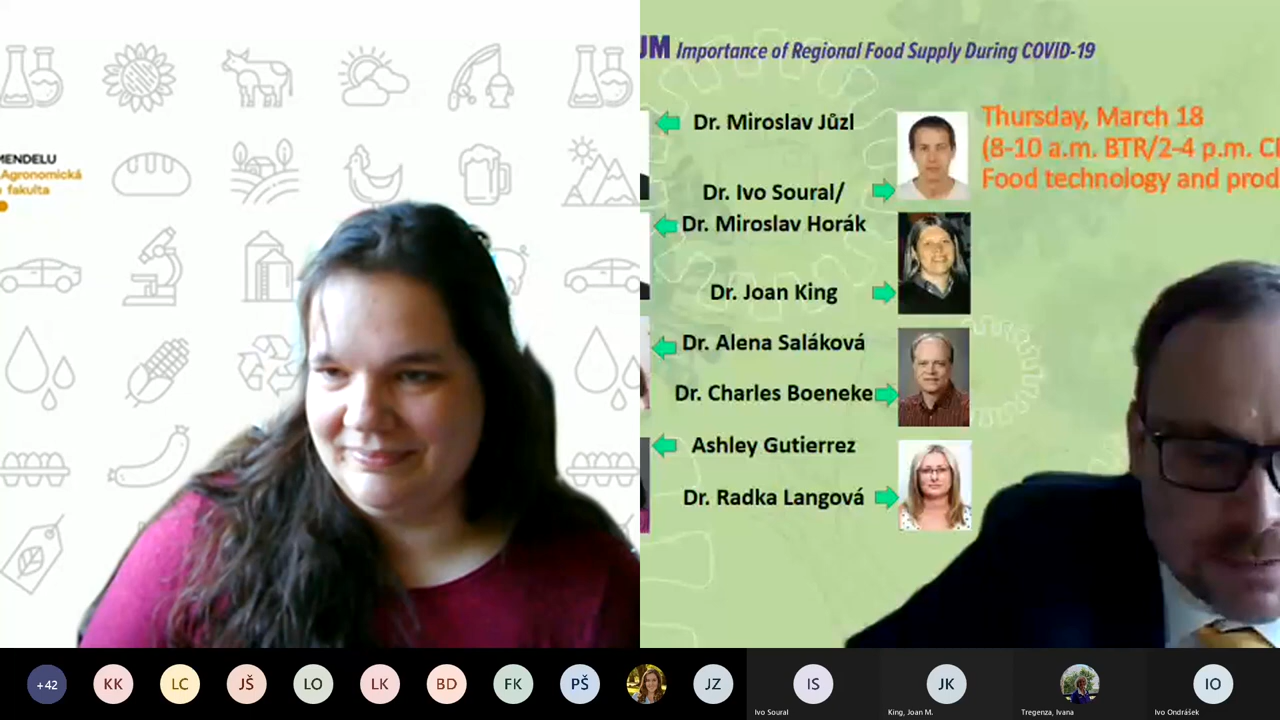 MENDELU
Agronomická
fakulta
UM Importance of Regional Food Supply During COVID-19
Dr. Miroslav Jůzl
Dr. Ivo Soural/
Dr. Miroslav Horák
Dr. Joan King
Dr. Alena Saláková
Dr. Charles Boeneke
Ashley Gutierrez
Dr. Radka Langová
Thursday, March 18
(8-10 a.m. BTR/2-4 p.m.
Food technology and prod
+42
KK
LC
JŠ
LO
LK
BD
FK
PŠ
JZ
IS
Ivo Soural
JK
King, Joan M.
Tregenza, Ivana
IO
Ivo Ondrášek